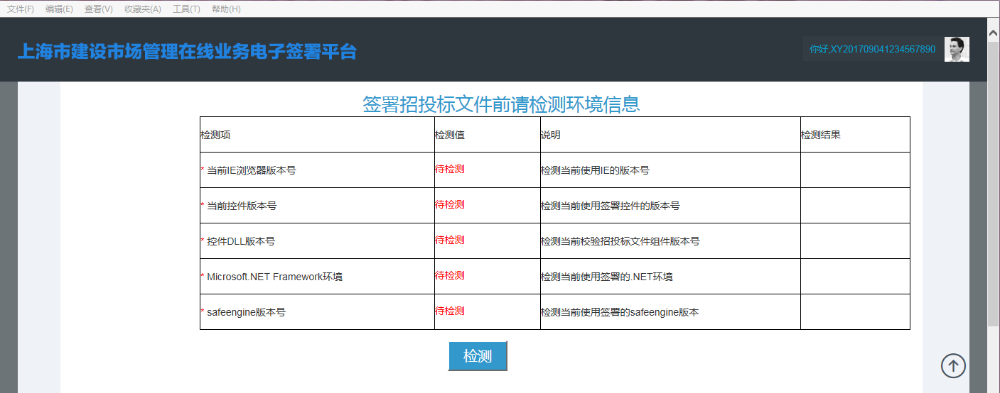 文件(F) 编辑(E) 查看(V) 收藏夹(A) 工具(T) 帮助(H)
上海市建设市场管理在线业务电子签署平台
你好,XY201709041234567890
签署招投标文件前请检测环境信息
检测项 检测值 说明 检测结果
* 当前IE浏览器版本号 待检测 检测当前使用IE的版本号
* 当前控件版本号 待检测 检测当前使用签署控件的版本号
* 控件DLL版本号 待检测 检测当前校验招投标文件组件版本号
* Microsoft.NET Framework环境 待检测 检测当前使用签署的.NET环境
* safeengine版本号 待检测 检测当前使用签署的safeengine版本
检测